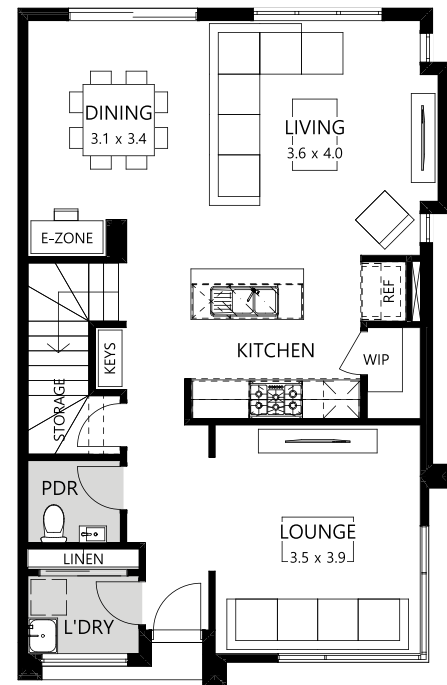 DINING
3.1 x 3.4
LIVING
3.6 x 4.0
E-ZONE
REF
KEYS
KITCHEN
WIP
STORAGE
PDR
LOUNGE
3.5 x 3.9
LINEN
L'DRY